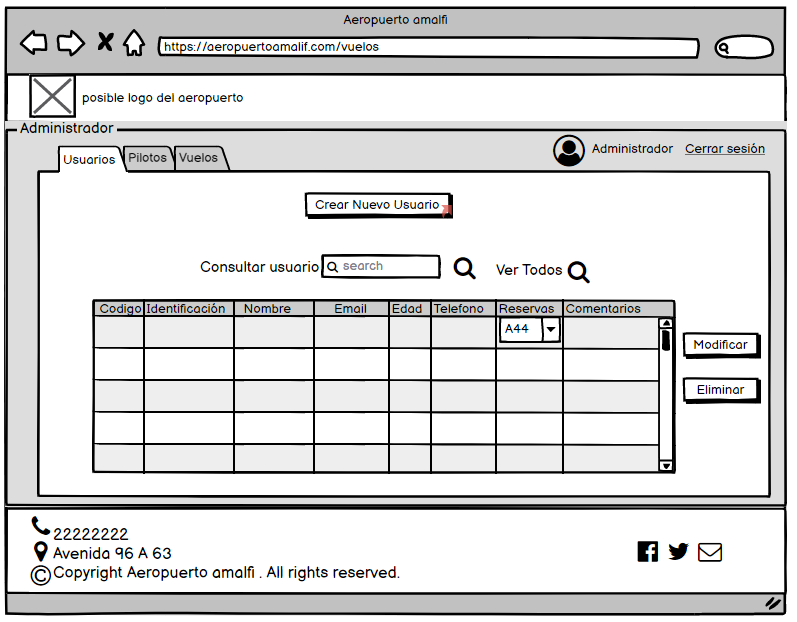 Aeropuerto amalfi
https://aeropuertoamalif.com/vuelos
posible logo del aeropuerto
Administrador
Administrador Cerrar sesión
Usuarios Pilotos Vuelos
Crear Nuevo Usuario
Consultar usuario search Ver Todos
Codigo Identificación Nombre Email Edad Telefono Reservas Comentarios
A44
Modificar
Eliminar
22222222
Avenida 96 A 63
© Copyright Aeropuerto amalfi . All rights reserved.